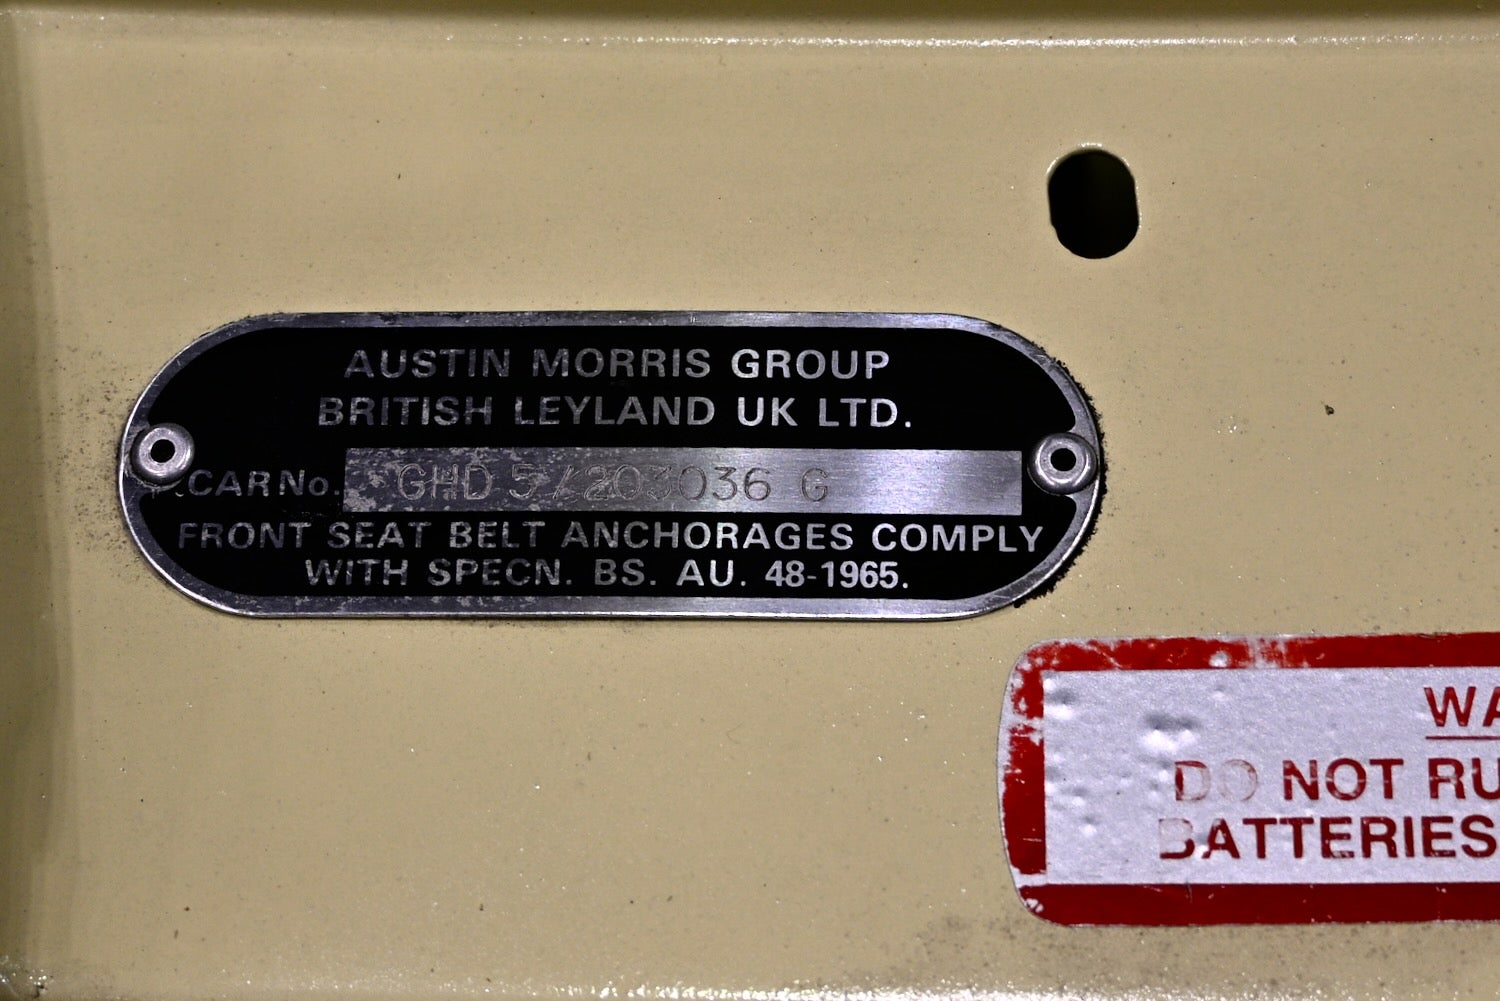 AUSTIN MORRIS GROUP
BRITISH LEYLAND UK LTD.
CAR No. GHD 5 / 203036 G
FRONT SEAT BELT ANCHORAGES COMPLY
WITH SPECN. BS. AU. 48-1965.
DO NOT
BATTERIES